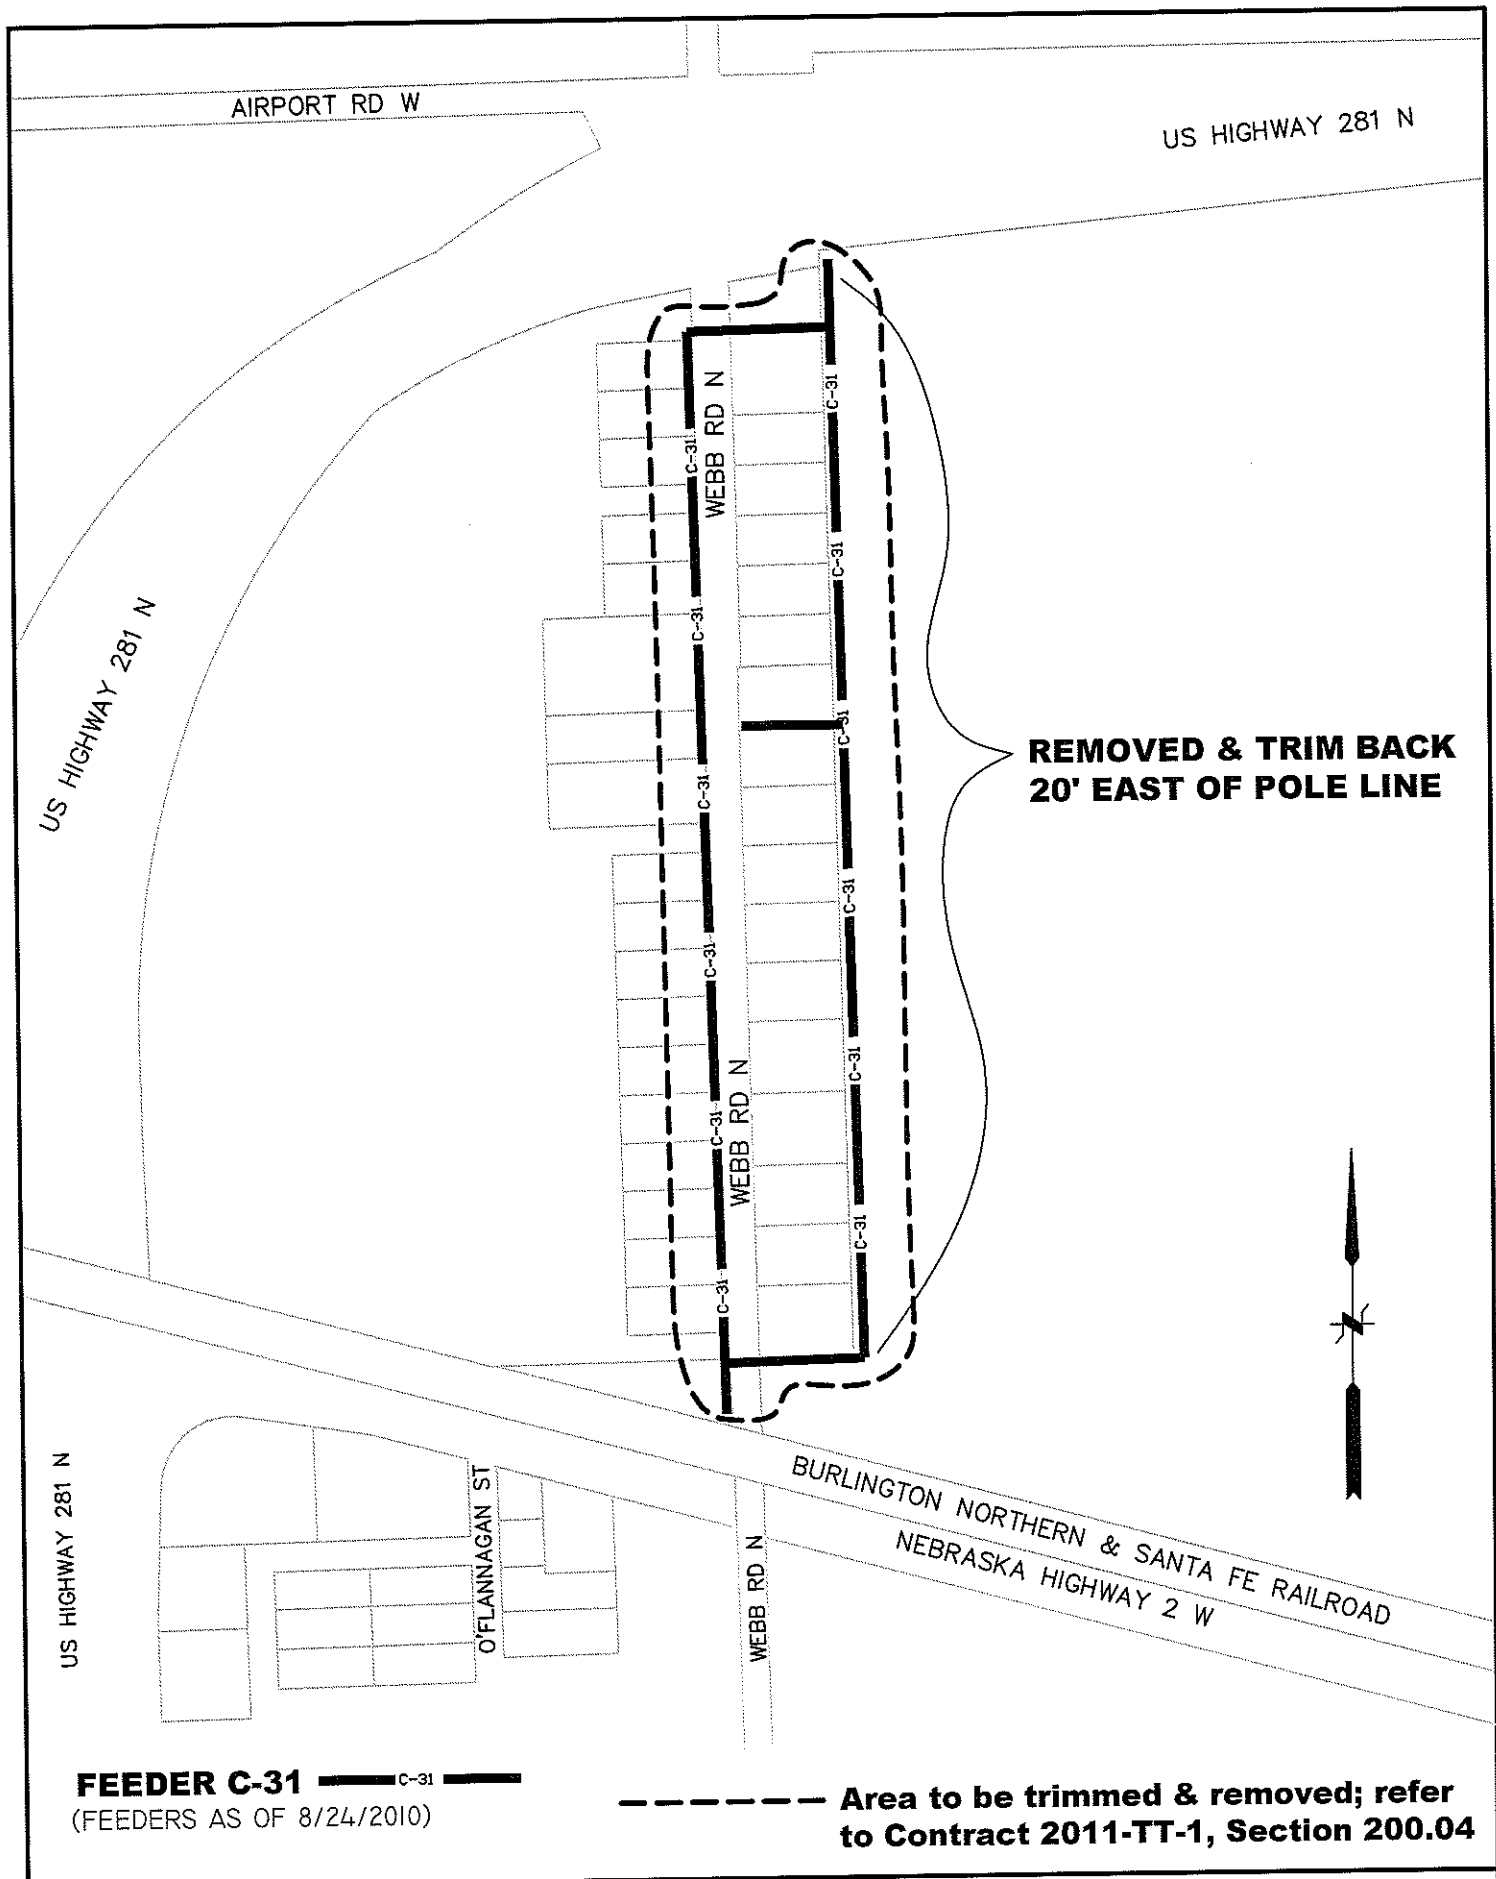 AIRPORT RD W
US HIGHWAY 281 N
C-31
C-31
WEBB RD N
C-31
C-31
US HIGHWAY 281 N
C-31
REMOVED & TRIM BACK
20' EAST OF POLE LINE
C-31
C-31
C-31
C-31
WEBB RD N
C-31
C-31
C-31
US HIGHWAY 281 N
O'FLANNAGAN ST
WEBB RD N
BURLINGTON NORTHERN & SANTA FE RAILROAD
NEBRASKA HIGHWAY 2 W
N
FEEDER C-31 C-31
(FEEDERS AS OF 8/24/2010)
Area to be trimmed & removed; refer
to Contract 2011-TT-1, Section 200.04